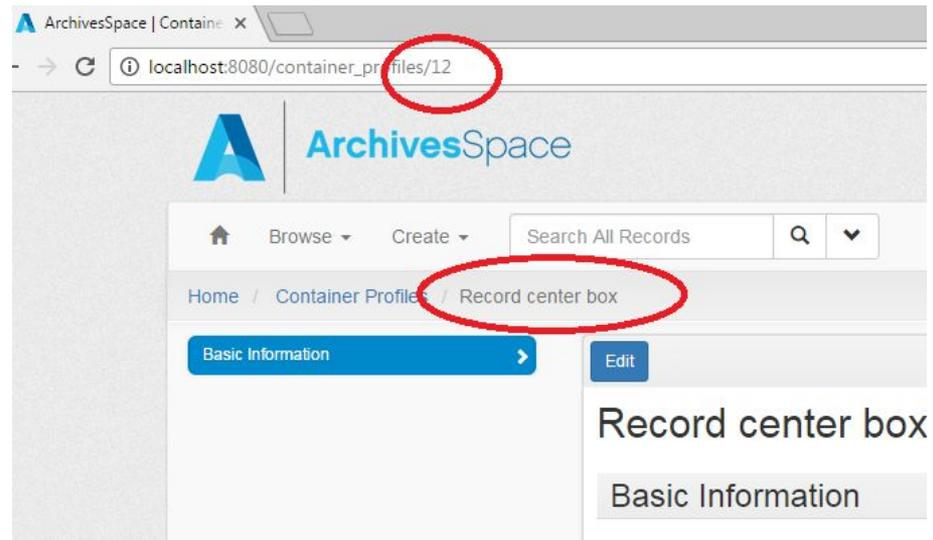 ArchivesSpace | Containe
localhost:8080/container_profiles/12
ArchivesSpace
Browse Create Search All Records
Home / Container Profiles / Record center box
Basic Information
Edit
Record center box
Basic Information